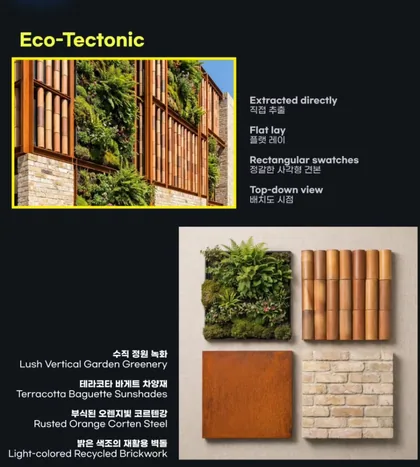 Eco-Tectonic
Extracted directly
직접 추출
Flat lay
플랫 레이
Rectangular swatches
정갈한 사각형 견본
Top-down view
배치도 시점
수직 정원 녹화
Lush Vertical Garden Greenery
테라코타 바게트 차양재
Terracotta Baguette Sunshades
부식된 오렌지빛 코르텐강
Rusted Orange Corten Steel
밝은 색조의 재활용 벽돌
Light-colored Recycled Brickwork